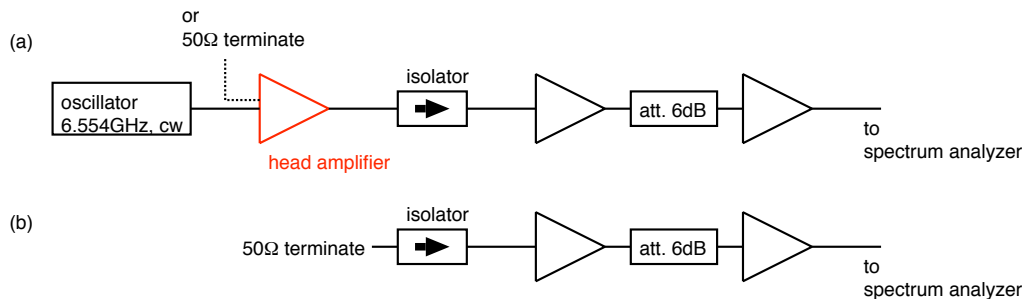 or
50Ω terminate
(a)
isolator
oscillator
6.554GHz, cw
att. 6dB
head amplifier
to
spectrum analyzer
isolator
(b)
50Ω terminate
att. 6dB
to
spectrum analyzer